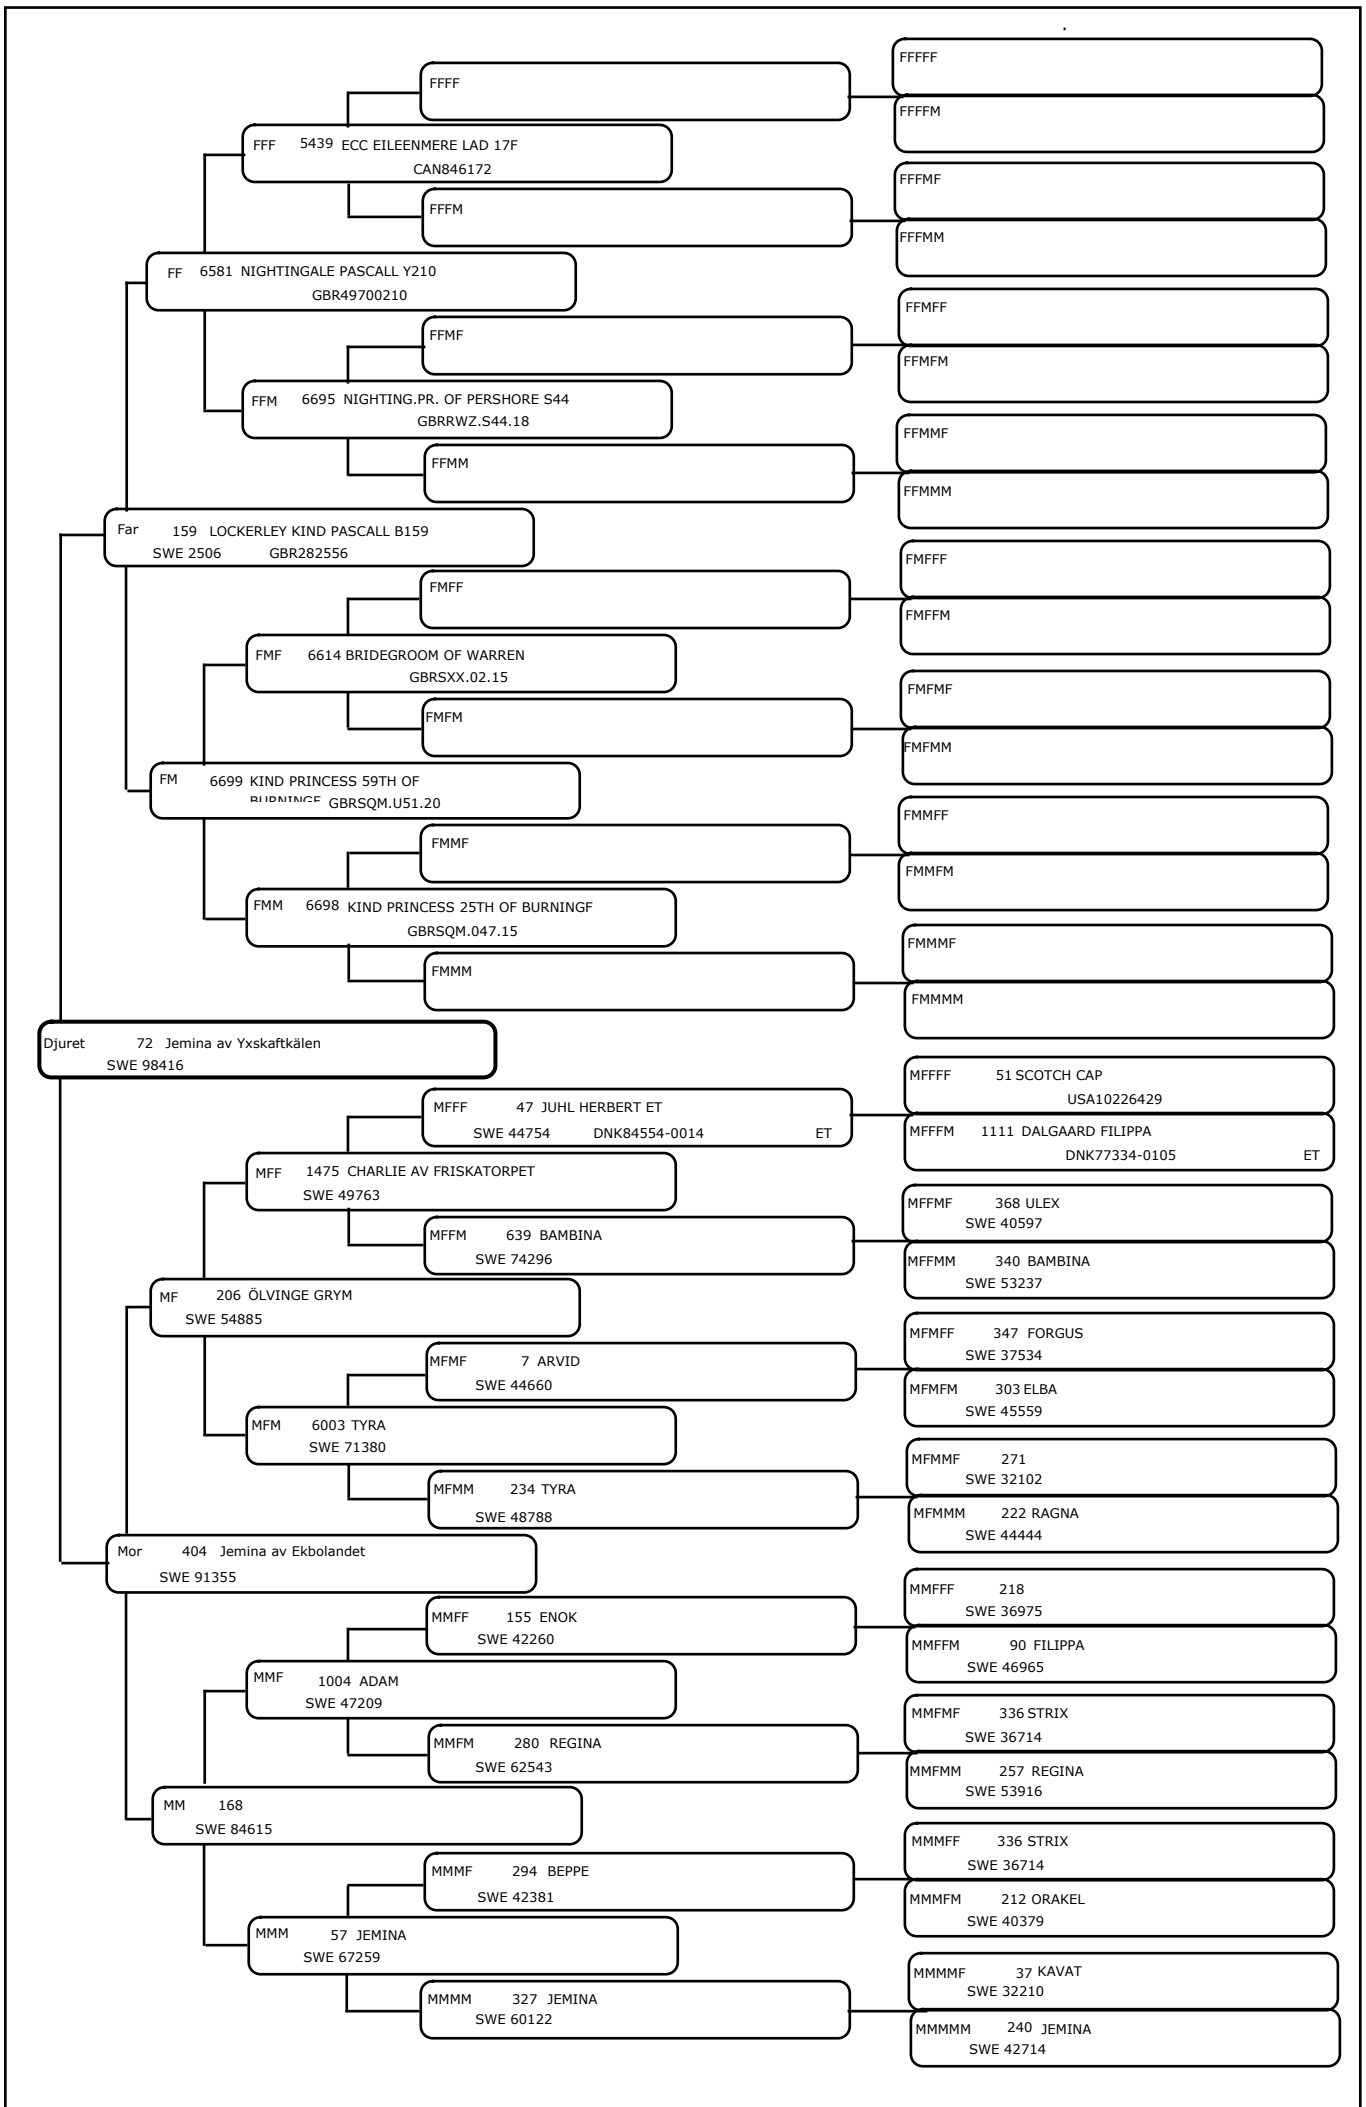 FFFFF
FFFF
FFFFM
FFF 5439 ECC EILEENMERE LAD 17F
CAN846172
FFFMF
FFFM
FFFMM
FF 6581 NIGHTINGALE PASCALL Y210
GBR49700210
FFMFF
FFMF
FFMFM
FFM 6695 NIGHTING.PR. OF PERSHORE S44
GBRRWZ.S44.18
FFMMF
FFMM
FFMMM
Far 159 LOCKERLEY KIND PASCALL B159
SWE 2506 GBR282556
FMFFF
FMFF
FMFFM
FMF 6614 BRIDEGROOM OF WARREN
GBRSXX.02.15
FMFMF
FMFM
FMFMM
FM 6699 KIND PRINCESS 59TH OF
BURNINGF GBRSQM.U51.20
FMMFF
FMMF
FMMFM
FMM 6698 KIND PRINCESS 25TH OF BURNINGF
GBRSQM.047.15
FMMMF
FMMM
FMMMM
Djuret 72 Jemina av Yxskaftkälen
SWE 98416
MFFFF 51 SCOTCH CAP
USA10226429
MFFF 47 JUHL HERBERT ET
SWE 44754 DNK84554-0014 ET
MFFFM 1111 DALGAARD FILIPPA
DNK77334-0105 ET
MFF 1475 CHARLIE AV FRISKATORPET
SWE 49763
MFFMF 368 ULEX
SWE 40597
MFFM 639 BAMBINA
SWE 74296
MFFMM 340 BAMBINA
SWE 53237
MF 206 ÖLVINGE GRYM
SWE 54885
MFMFF 347 FORGUS
SWE 37534
MFMF 7 ARVID
SWE 44660
MFMFM 303 ELBA
SWE 45559
MFM 6003 TYRA
SWE 71380
MFMMF 271
SWE 32102
MFMM 234 TYRA
SWE 48788
MFMMM 222 RAGNA
SWE 44444
Mor 404 Jemina av Ekbolandet
SWE 91355
MMFFF 218
SWE 36975
MMFF 155 ENOK
SWE 42260
MMFFM 90 FILIPPA
SWE 46965
MMF 1004 ADAM
SWE 47209
MMFMF 336 STRIX
SWE 36714
MMFM 280 REGINA
SWE 62543
MMFMM 257 REGINA
SWE 53916
MM 168
SWE 84615
MMMFF 336 STRIX
SWE 36714
MMMF 294 BEPPE
SWE 42381
MMMFM 212 ORAKEL
SWE 40379
MMM 57 JEMINA
SWE 67259
MMMMF 37 KAVAT
SWE 32210
MMMM 327 JEMINA
SWE 60122
MMMMM 240 JEMINA
SWE 42714